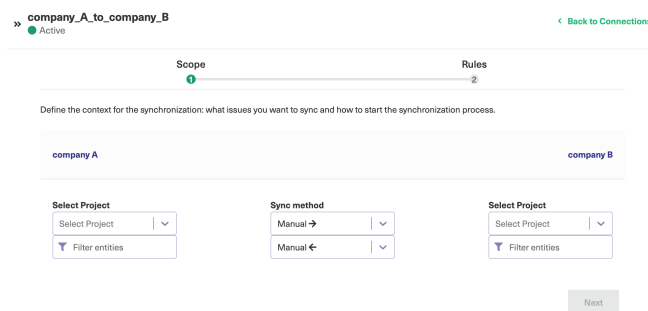 company_A_to_company_B
Active
Back to Connections
Scope
Rules
1
2
Define the context for the synchronization: what issues you want to sync and how to start the synchronization process.
company A
company B
Select Project
Sync method
Select Project
Select Project
Manual →
Select Project
Filter entities
Manual ←
Filter entities
Next